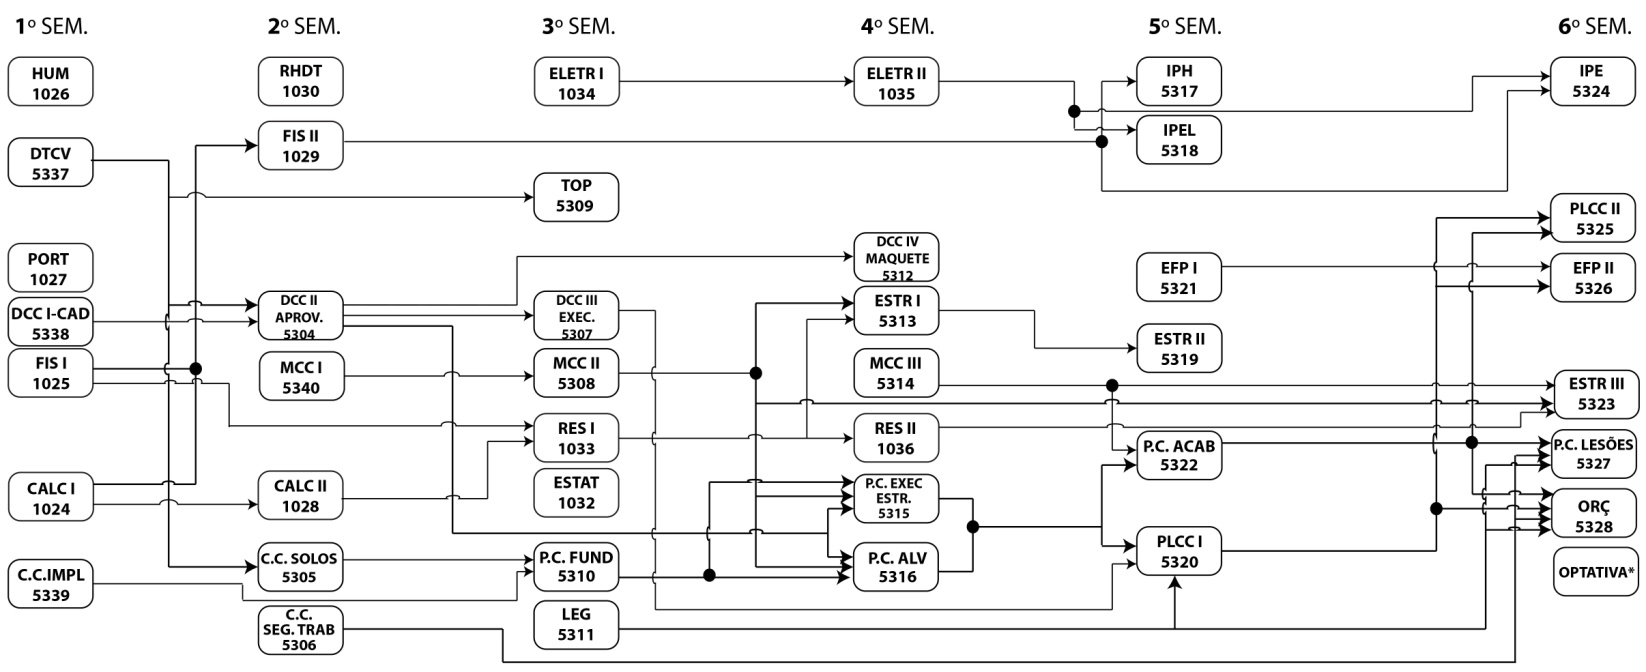 1º SEM.
2º SEM.
3º SEM.
4º SEM.
5º SEM.
6º SEM.
HUM
1026
DTCV
5337
PORT
1027
DCC I-CAD
5338
FIS I
1025
CALC I
1024
C.C.IMPL
5339
RHDT
1030
FIS II
1029
DCC II
APROV.
5304
MCC I
5340
CALC II
1028
C.C. SOLOS
5305
C.C.
SEG. TRAB
5306
ELETR I
1034
TOP
5309
DCC III
EXEC.
5307
MCC II
5308
RES I
1033
ESTAT
1032
P.C. FUND
5310
LEG
5311
ELETR II
1035
DCC IV
MAQUETE
5312
ESTR I
5313
MCC III
5314
RES II
1036
P.C. EXEC
ESTR.
5315
P.C. ALV
5316
IPH
5317
IPEL
5318
EFP I
5321
ESTR II
5319
P.C. ACAB
5322
PLCC I
5320
IPE
5324
PLCC II
5325
EFP II
5326
ESTR III
5323
P.C. LESÕES
5327
ORÇ
5328
OPTATIVA*